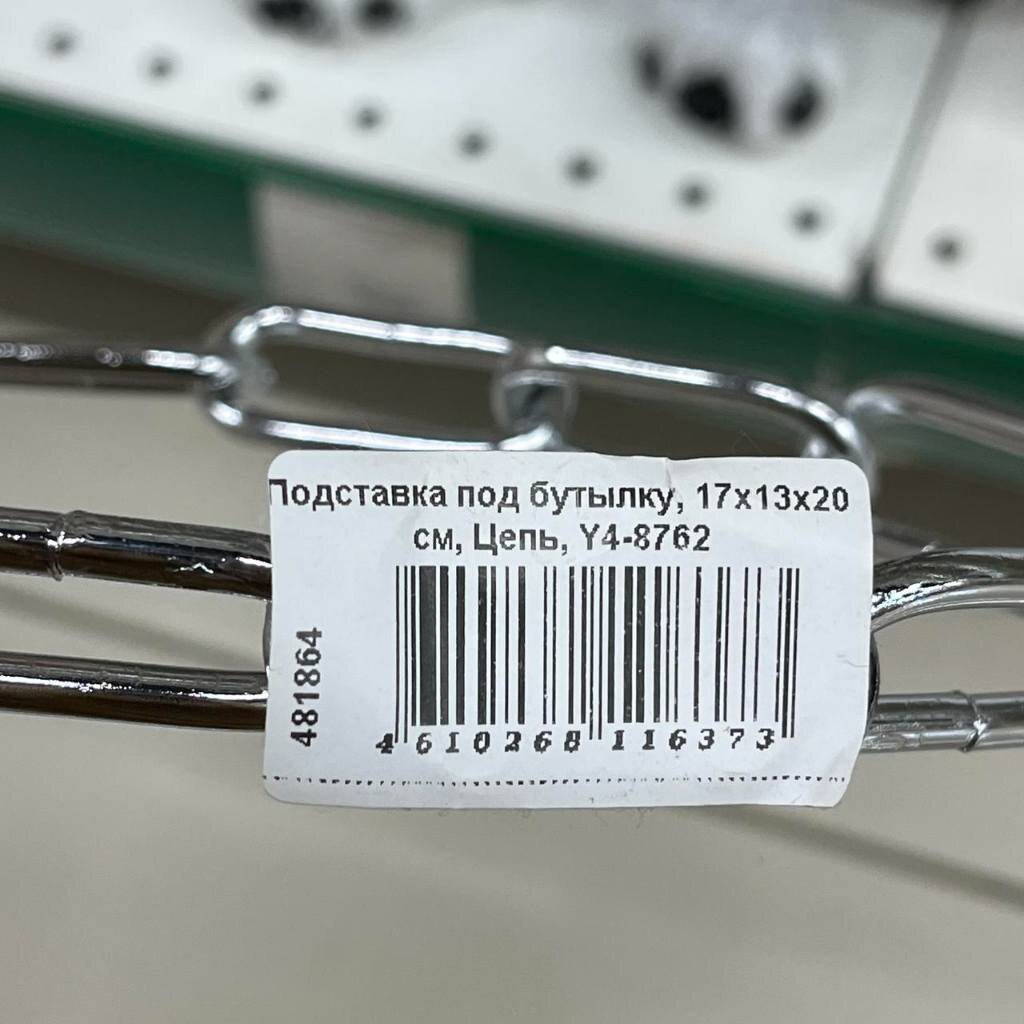 Подставка под бутылку, 17x13x20
см, Цепь, Y4-8762
481864
4 610268 116373